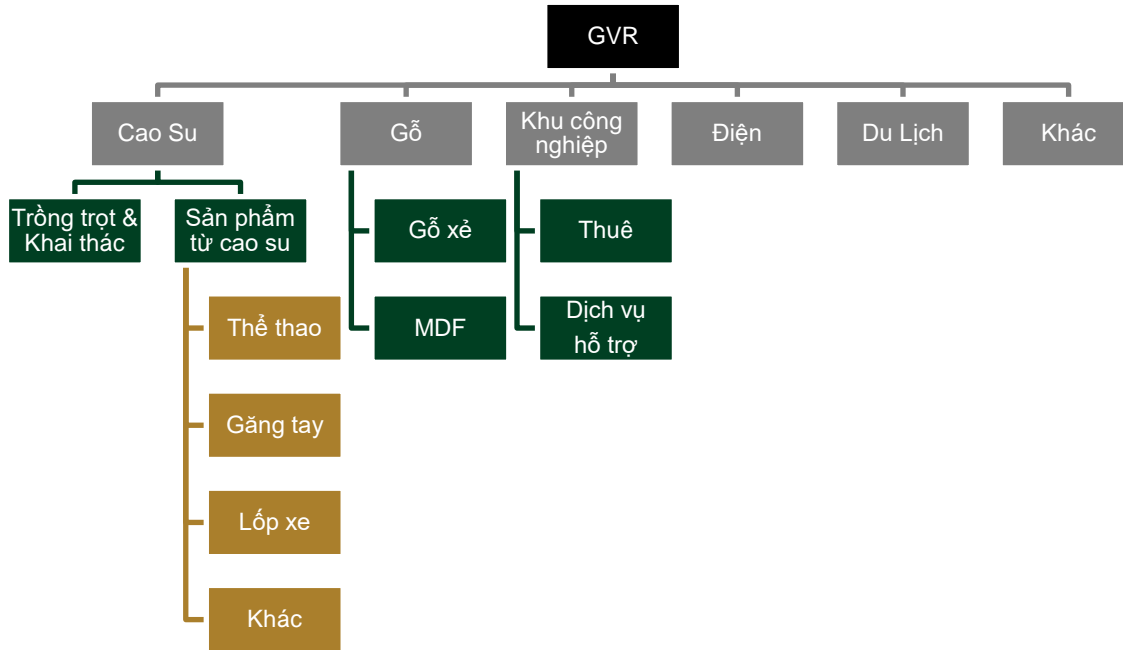 GVR
Cao Su
Gỗ
Khu công
nghiệp
Điện
Du Lịch
Khác
Trồng trọt &
Khai thác
Sản phẩm
từ cao su
Gỗ xẻ
Thuê
Thể thao
MDF
Dịch vụ
hỗ trợ
Găng tay
Lốp xe
Khác